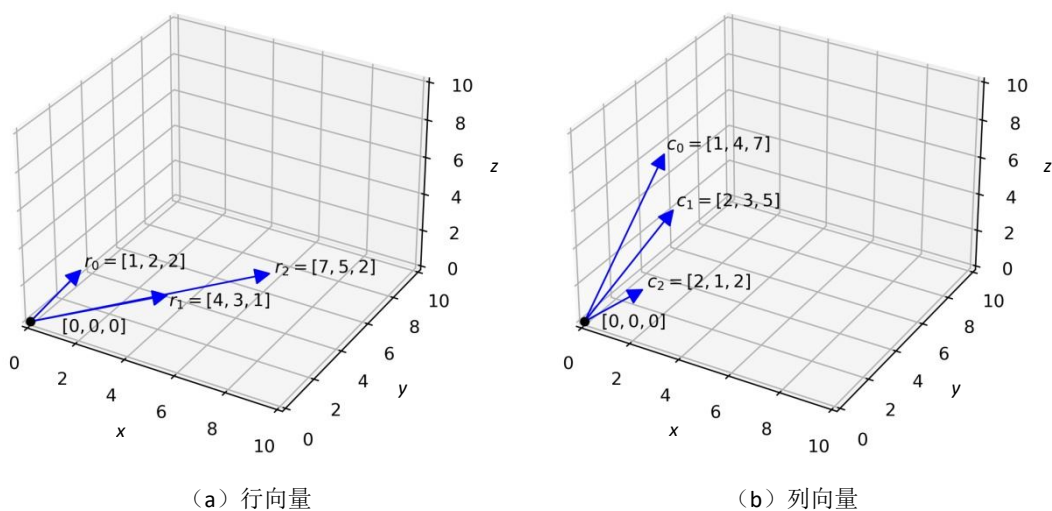 10
8
6
z
4
2
0
10
8
6
4
y
2
0
0
2
4
6
8
10
x
r₀ = [1, 2, 2]
r₂ = [7, 5, 2]
r₁ = [4, 3, 1]
[0, 0, 0]
（a）行向量
10
8
6
z
4
2
0
10
8
6
4
y
2
0
0
2
4
6
8
10
x
c₀ = [1, 4, 7]
c₁ = [2, 3, 5]
c₂ = [2, 1, 2]
[0, 0, 0]
（b）列向量